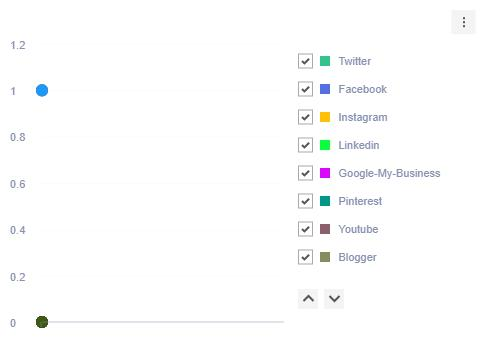 1.2
1
0.8
0.6
0.4
0.2
0
Twitter
Facebook
Instagram
Linkedin
Google-My-Business
Pinterest
Youtube
Blogger